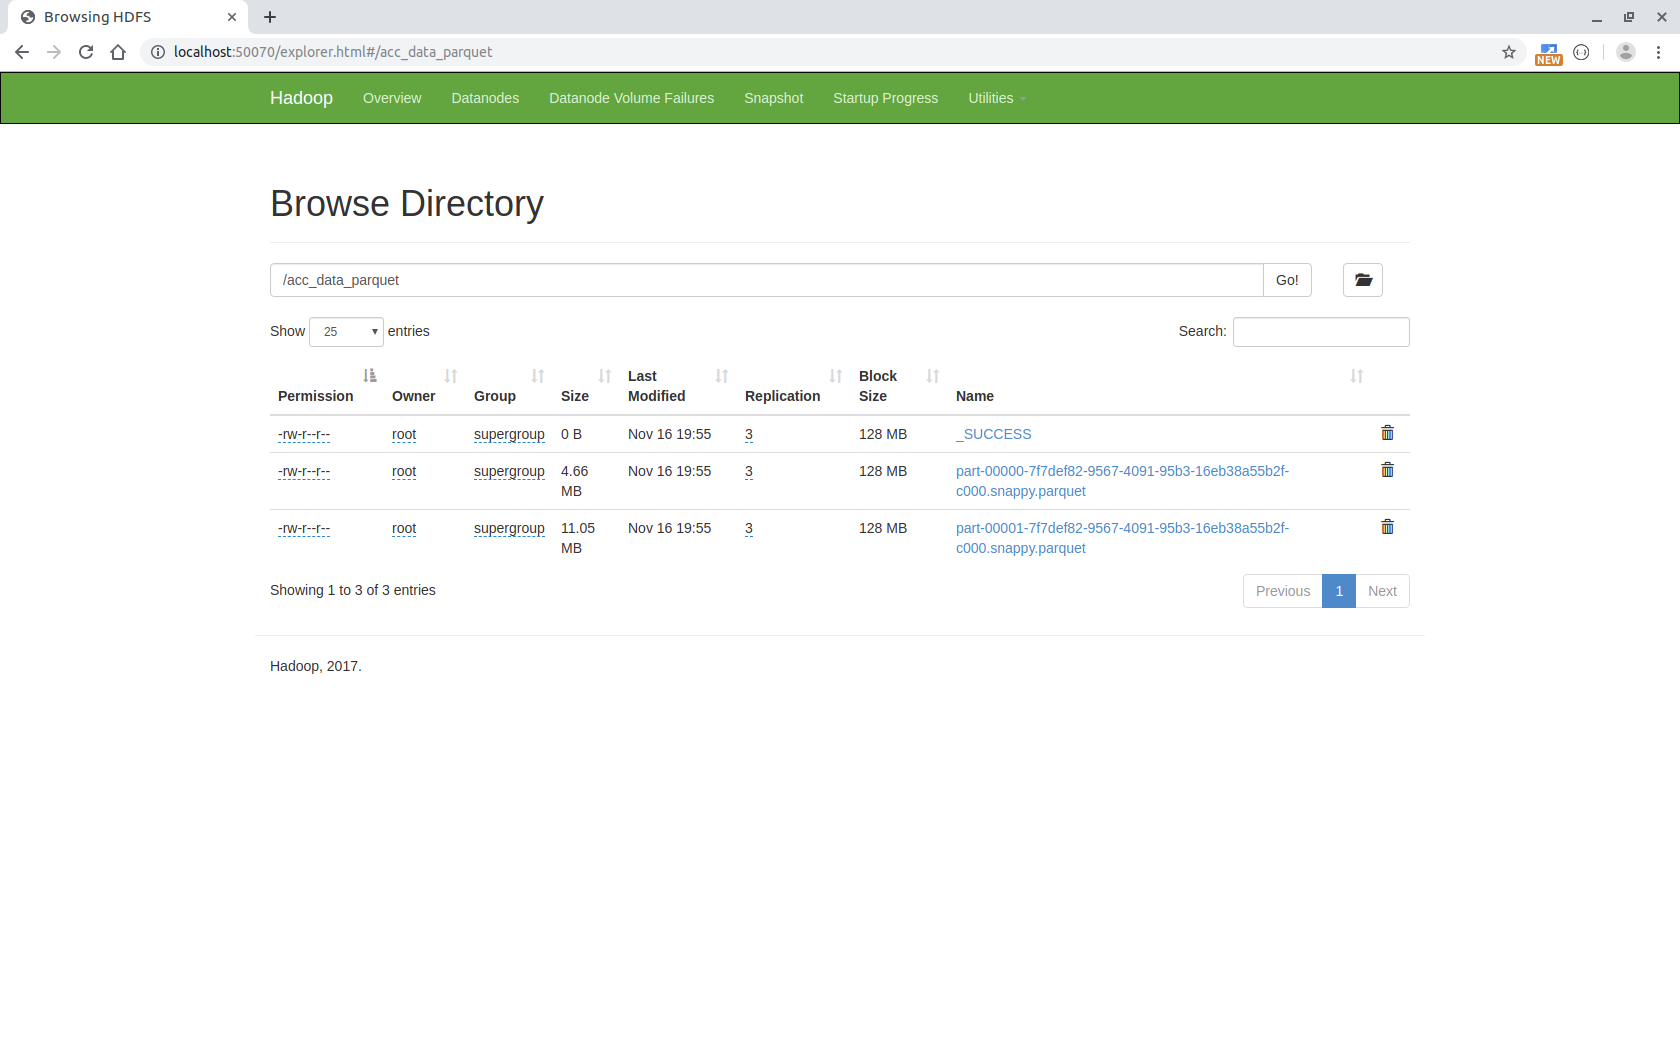 Browsing HDFS
localhost:50070/explorer.html#/acc_data_parquet
NEW
Hadoop Overview Datanodes Datanode Volume Failures Snapshot Startup Progress Utilities
Browse Directory
/acc_data_parquet Go!
Show 25 entries Search:
Permission Owner Group Size Last Modified Replication Block Size Name
-rw-r--r-- root supergroup 0 B Nov 16 19:55 3 128 MB _SUCCESS
-rw-r--r-- root supergroup 4.66 MB Nov 16 19:55 3 128 MB part-00000-7f7def82-9567-4091-95b3-16eb38a55b2f-c000.snappy.parquet
-rw-r--r-- root supergroup 11.05 MB Nov 16 19:55 3 128 MB part-00001-7f7def82-9567-4091-95b3-16eb38a55b2f-c000.snappy.parquet
Showing 1 to 3 of 3 entries Previous 1 Next
Hadoop, 2017.